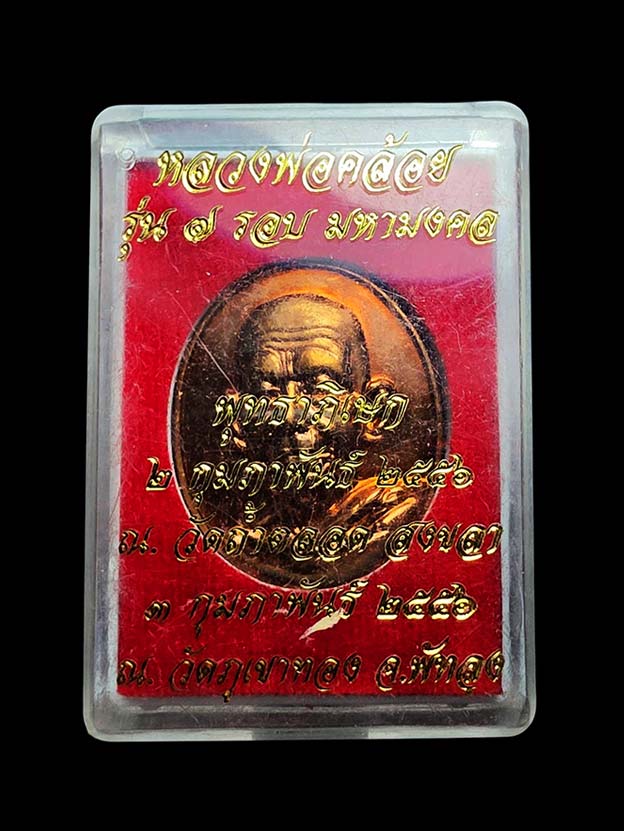 หลวงพ่อคล้อย
รุ่น ๗ รอบ มหามงคล
พุทธาภิเษก
๒ กุมภาพันธ์ ๒๕๕๖
ณ. วัดถ้ำตลอด สงขลา
๓ กุมภาพันธ์ ๒๕๕๖
ณ. วัดภูเขาทอง จ.พัทลุง